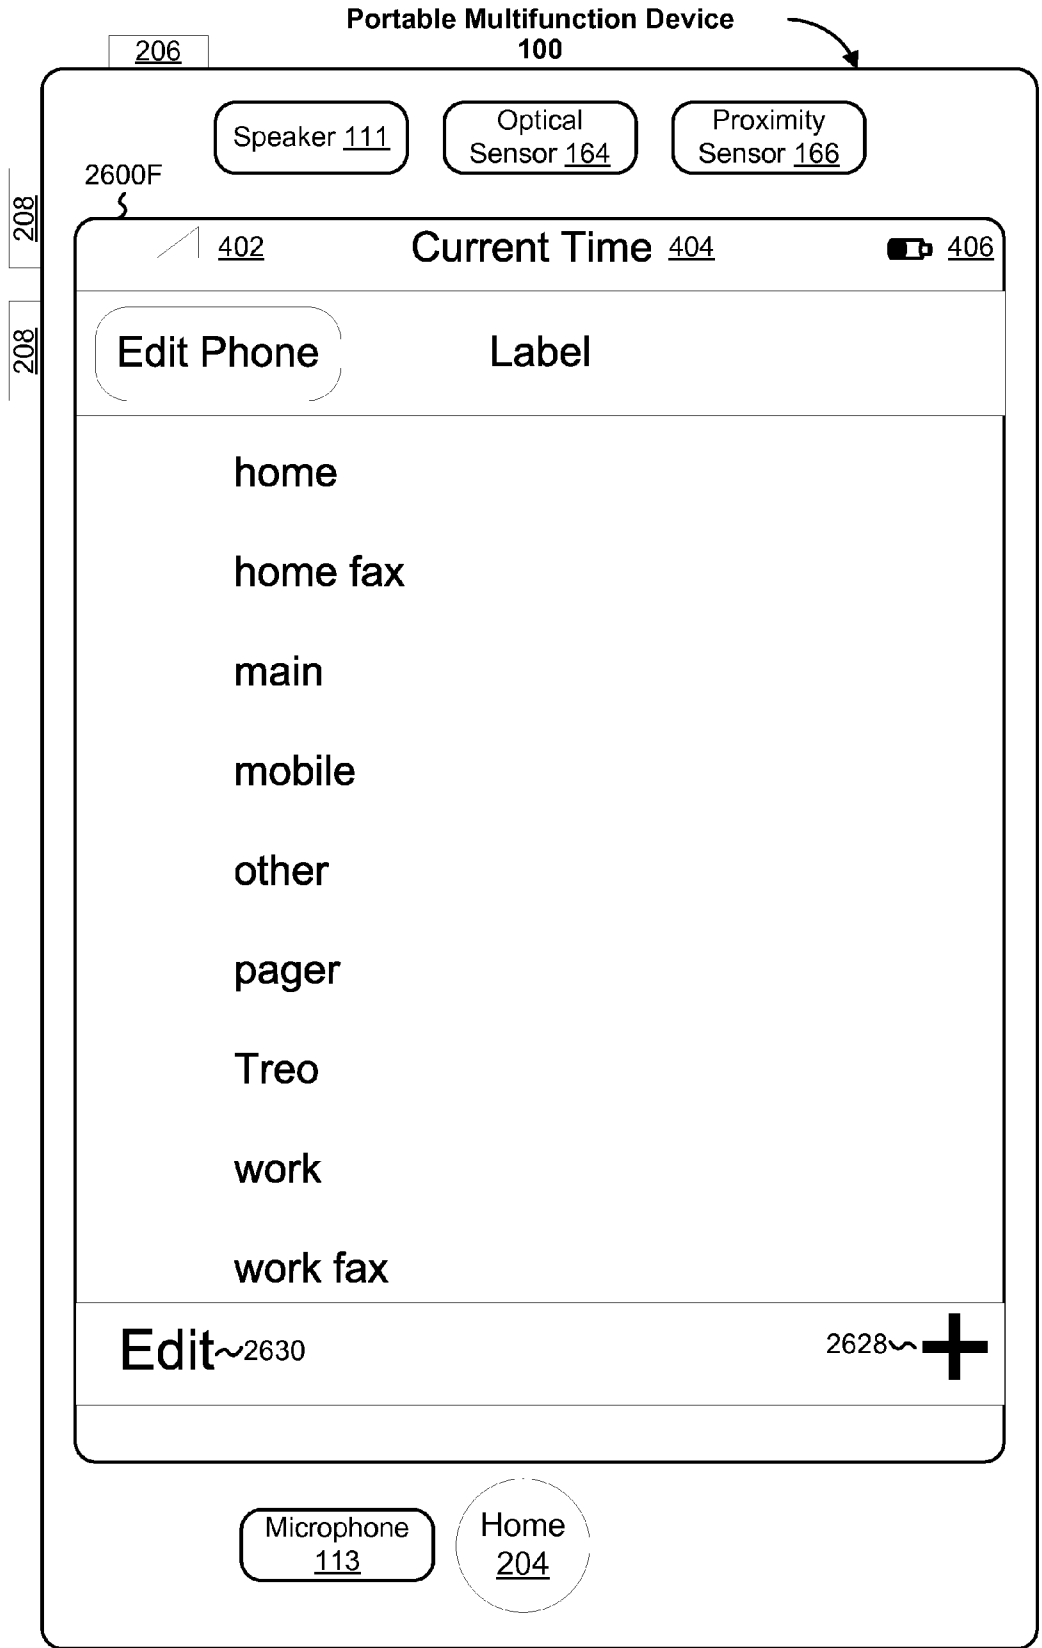 Portable Multifunction Device
100
206
Speaker 111
Optical
Sensor 164
Proximity
Sensor 166
2600F
208
208
402
Current Time 404
406
Edit Phone
Label
home
home fax
main
mobile
other
pager
Treo
work
work fax
Edit 2630
2628
Microphone
113
Home
204